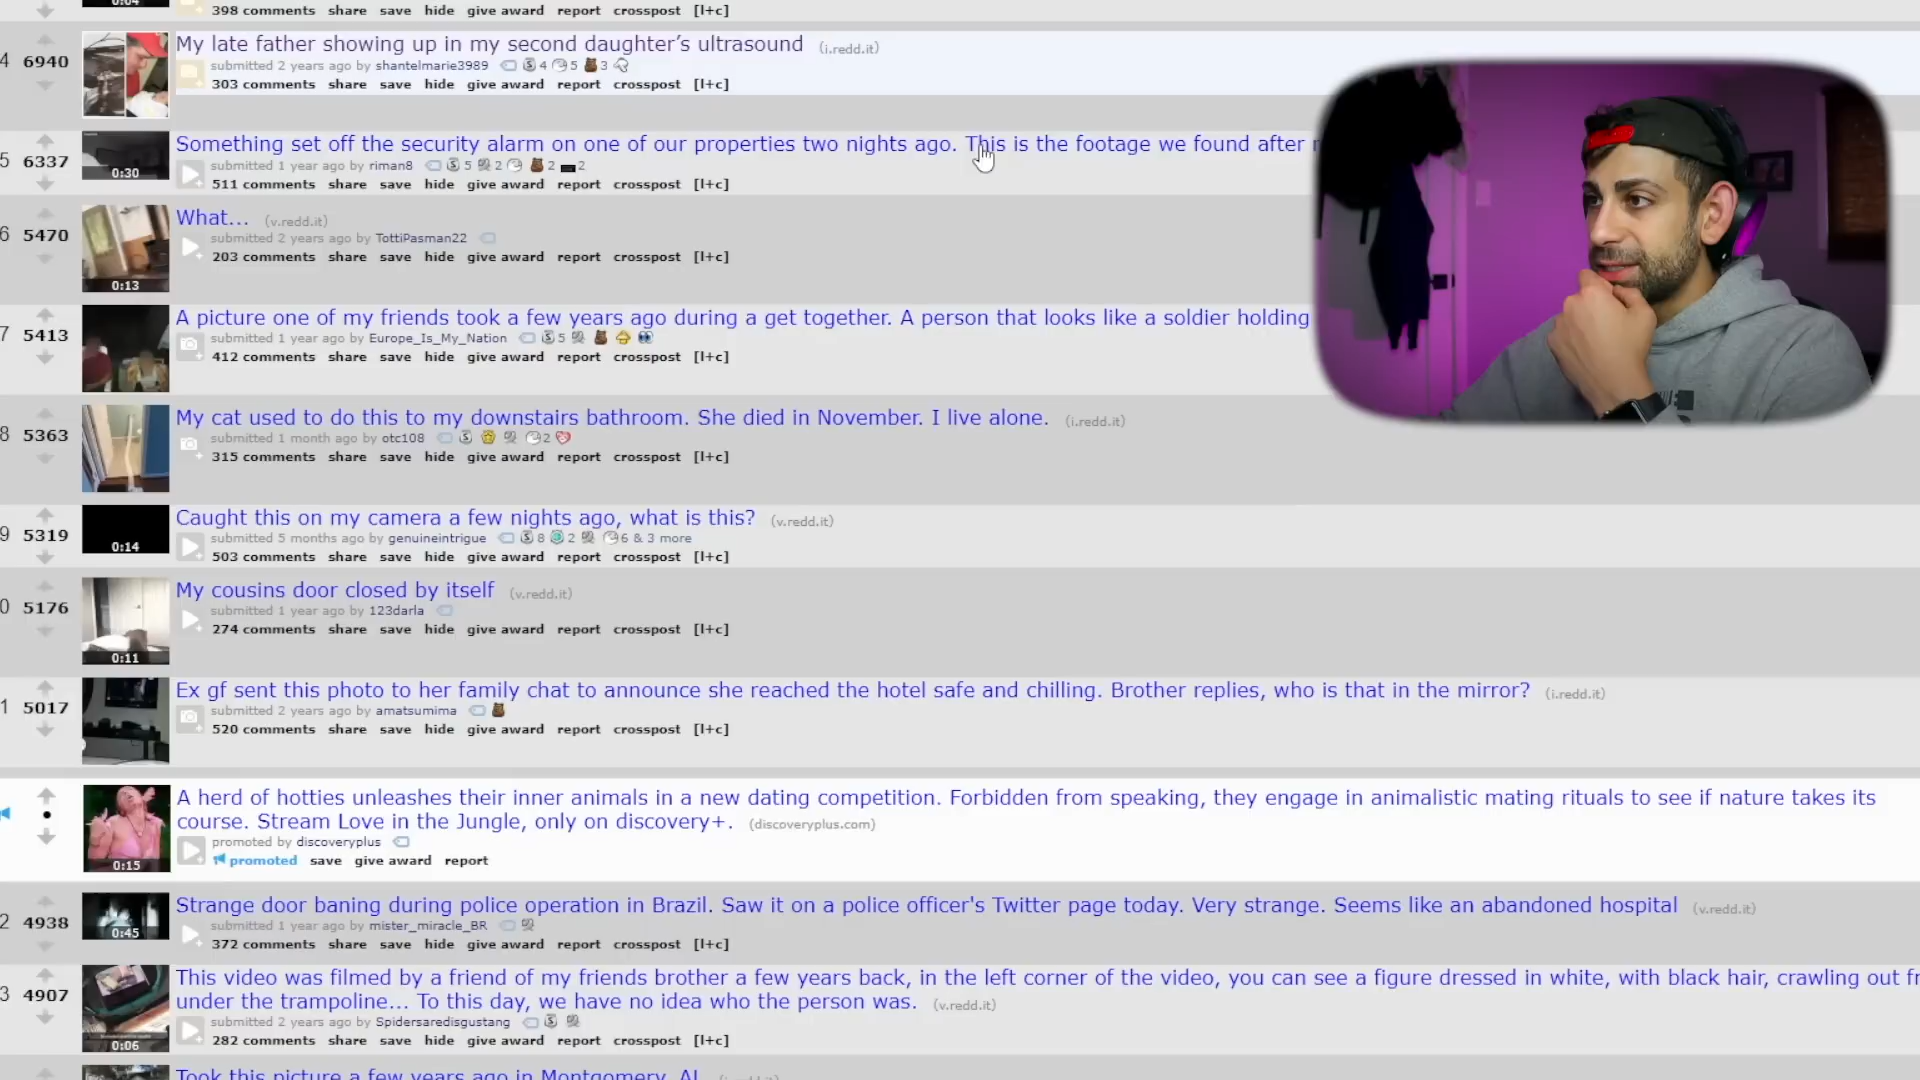 0:04
398 comments share save hide give award report crosspost [l+c]
4 6940 My late father showing up in my second daughter's ultrasound (i.redd.it)
submitted 2 years ago by shantelmarie3989 4 5 3
303 comments share save hide give award report crosspost [l+c]
5 6337 Something set off the security alarm on one of our properties two nights ago. This is the footage we found after
0:30 submitted 1 year ago by riman8 5 2 2 2
511 comments share save hide give award report crosspost [l+c]
6 5470 What... (v.redd.it)
submitted 2 years ago by TottiPasman22
203 comments share save hide give award report crosspost [l+c]
0:13
7 5413 A picture one of my friends took a few years ago during a get together. A person that looks like a soldier holding
submitted 1 year ago by Europe_Is_My_Nation 5
412 comments share save hide give award report crosspost [l+c]
8 5363 My cat used to do this to my downstairs bathroom. She died in November. I live alone. (i.redd.it)
submitted 1 month ago by otc108 2
315 comments share save hide give award report crosspost [l+c]
9 5319 Caught this on my camera a few nights ago, what is this? (v.redd.it)
0:14 submitted 5 months ago by genuineintrigue 8 2 6 & 3 more
503 comments share save hide give award report crosspost [l+c]
0 5176 My cousins door closed by itself (v.redd.it)
submitted 1 year ago by 123darla
274 comments share save hide give award report crosspost [l+c]
0:11
1 5017 Ex gf sent this photo to her family chat to announce she reached the hotel safe and chilling. Brother replies, who is that in the mirror? (i.redd.it)
submitted 2 years ago by amatsumima
520 comments share save hide give award report crosspost [l+c]
A herd of hotties unleashes their inner animals in a new dating competition. Forbidden from speaking, they engage in animalistic mating rituals to see if nature takes its
course. Stream Love in the Jungle, only on discovery+. (discoveryplus.com)
promoted by discoveryplus
0:15 promoted save give award report
2 4938 Strange door baning during police operation in Brazil. Saw it on a police officer's Twitter page today. Very strange. Seems like an abandoned hospital (v.redd.it)
0:45 submitted 1 year ago by mister_miracle_BR
372 comments share save hide give award report crosspost [l+c]
3 4907 This video was filmed by a friend of my friends brother a few years back, in the left corner of the video, you can see a figure dressed in white, with black hair, crawling out
under the trampoline... To this day, we have no idea who the person was. (v.redd.it)
submitted 2 years ago by Spidersaredisgustang
0:06 282 comments share save hide give award report crosspost [l+c]
Took this picture a few years ago in Montgomery, AL